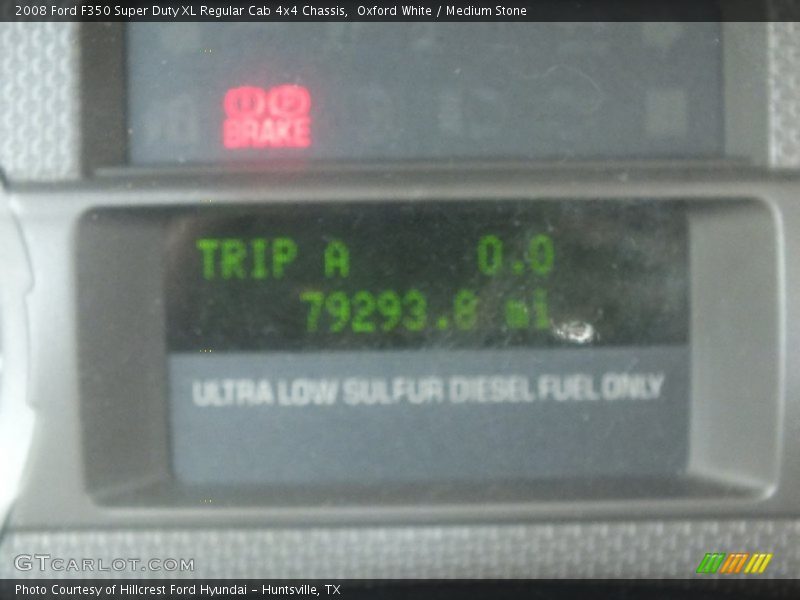 2008 Ford F350 Super Duty XL Regular Cab 4x4 Chassis,  Oxford White / Medium Stone
BRAKE
TRIP A 0.0
79293.8 mi
ULTRA LOW SULFUR DIESEL FUEL ONLY
GTCARLOT.COM
Photo Courtesy of Hillcrest Ford Hyundai - Huntsville, TX